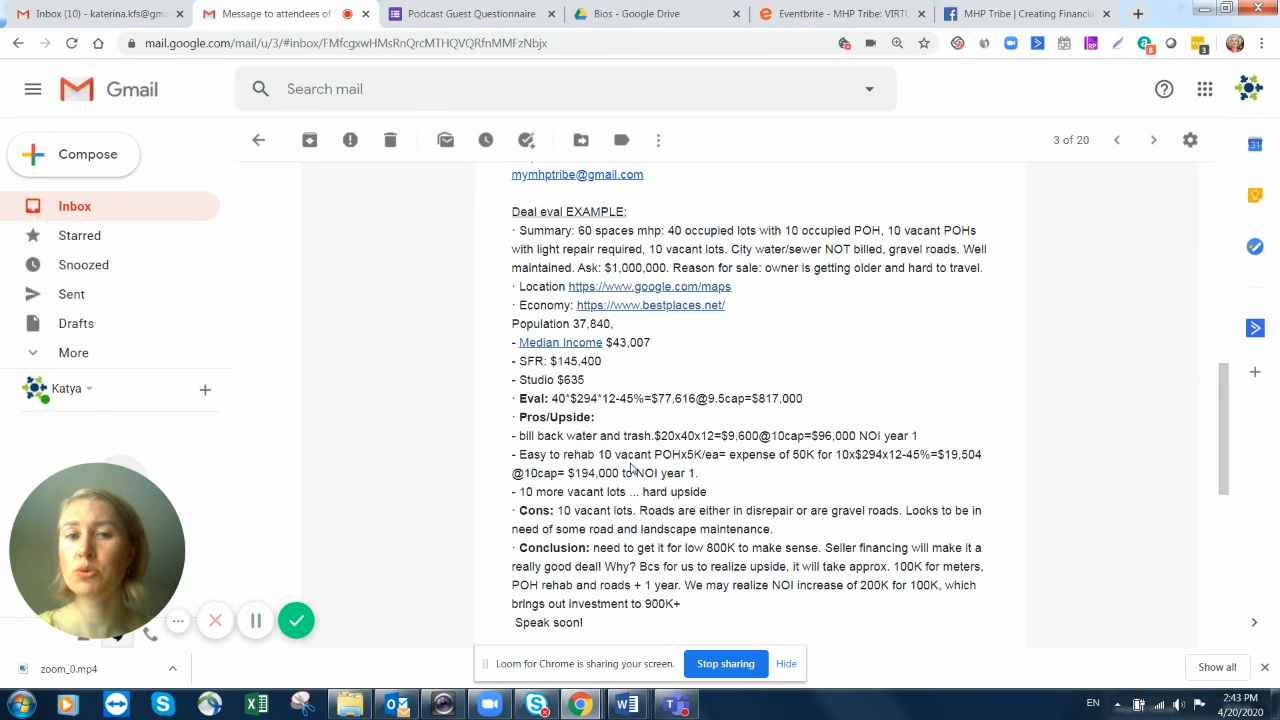 Inbox (10) - katerina.kfs@gma
Message to attendees of
Podcast Guest Questionnaire
Bios - Google Drive
Eventbrite - MHP Tribe: VIRTU
MHP Tribe | Creating Financia
mail.google.com/mail/u/3/#inbox/FMfcgxwHMsRnQrcMTHQVQRfnMMFzNbjx
Gmail
Search mail
Compose
3 of 20
Inbox
Starred
Snoozed
Sent
Drafts
More
Katya
mymhptribe@gmail.com
Deal eval EXAMPLE:
· Summary: 60 spaces mhp: 40 occupied lots with 10 occupied POH, 10 vacant POHs
with light repair required, 10 vacant lots. City water/sewer NOT billed, gravel roads. Well
maintained. Ask: $1,000,000. Reason for sale: owner is getting older and hard to travel.
· Location https://www.google.com/maps
· Economy: https://www.bestplaces.net/
Population 37,840,
- Median Income $43,007
- SFR: $145,400
- Studio $635
· Eval: 40*$294*12-45%=$77,616@9.5cap=$817,000
· Pros/Upside:
- bill back water and trash.$20x40x12=$9,600@10cap=$96,000 NOI year 1
- Easy to rehab 10 vacant POHx5K/ea= expense of 50K for 10x$294x12-45%=$19,504
@10cap= $194,000 to NOI year 1.
- 10 more vacant lots ... hard upside
· Cons: 10 vacant lots. Roads are either in disrepair or are gravel roads. Looks to be in
need of some road and landscape maintenance.
· Conclusion: need to get it for low 800K to make sense. Seller financing will make it a
really good deal! Why? Bcs for us to realize upside, it will take approx. 100K for meters,
POH rehab and roads + 1 year. We may realize NOI increase of 200K for 100K, which
brings out investment to 900K+
Speak soon!
Loom for Chrome is sharing your screen.
Stop sharing
Hide
zoom_0.mp4
Show all
EN
2:43 PM
4/20/2020